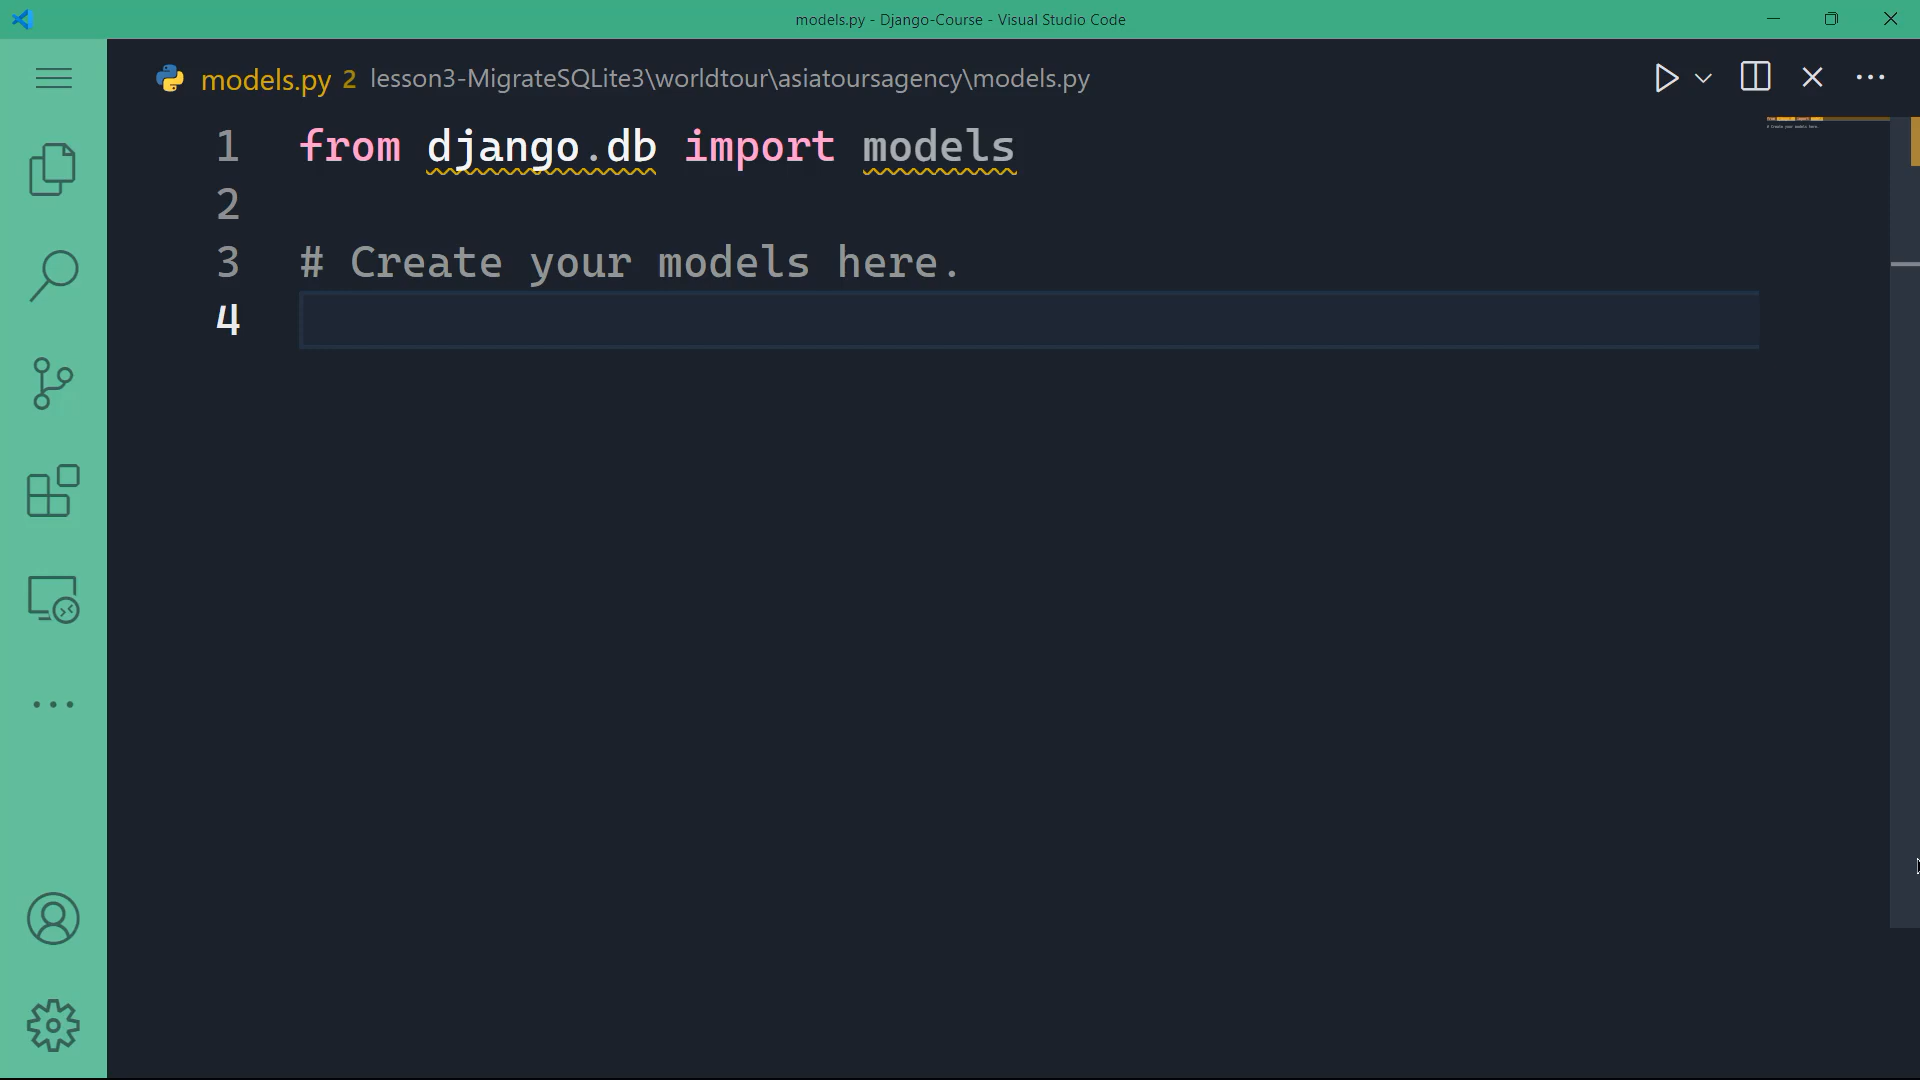 models.py - Django-Course - Visual Studio Code
models.py 2 lesson3-MigrateSQLite3\worldtour\asiatoursagency\models.py
1 from django.db import models
2
3 # Create your models here.
4